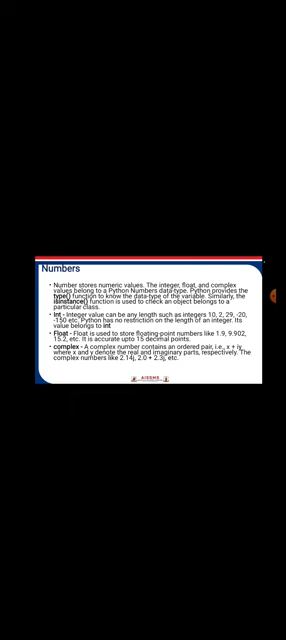 Numbers
• Number stores numeric values. The integer, float, and complex
values belong to a Python Numbers data-type. Python provides the
type() function to know the data-type of the variable. Similarly, the
isinstance() function is used to check an object belongs to a
particular class.
• Int - Integer value can be any length such as integers 10, 2, 29, -20,
-150 etc. Python has no restriction on the length of an integer. Its
value belongs to int
• Float - Float is used to store floating-point numbers like 1.9, 9.902,
15.2, etc. It is accurate upto 15 decimal points.
• complex - A complex number contains an ordered pair, i.e., x + iy
where x and y denote the real and imaginary parts, respectively. The
complex numbers like 2.14j, 2.0 + 2.3j, etc.
AISSMS